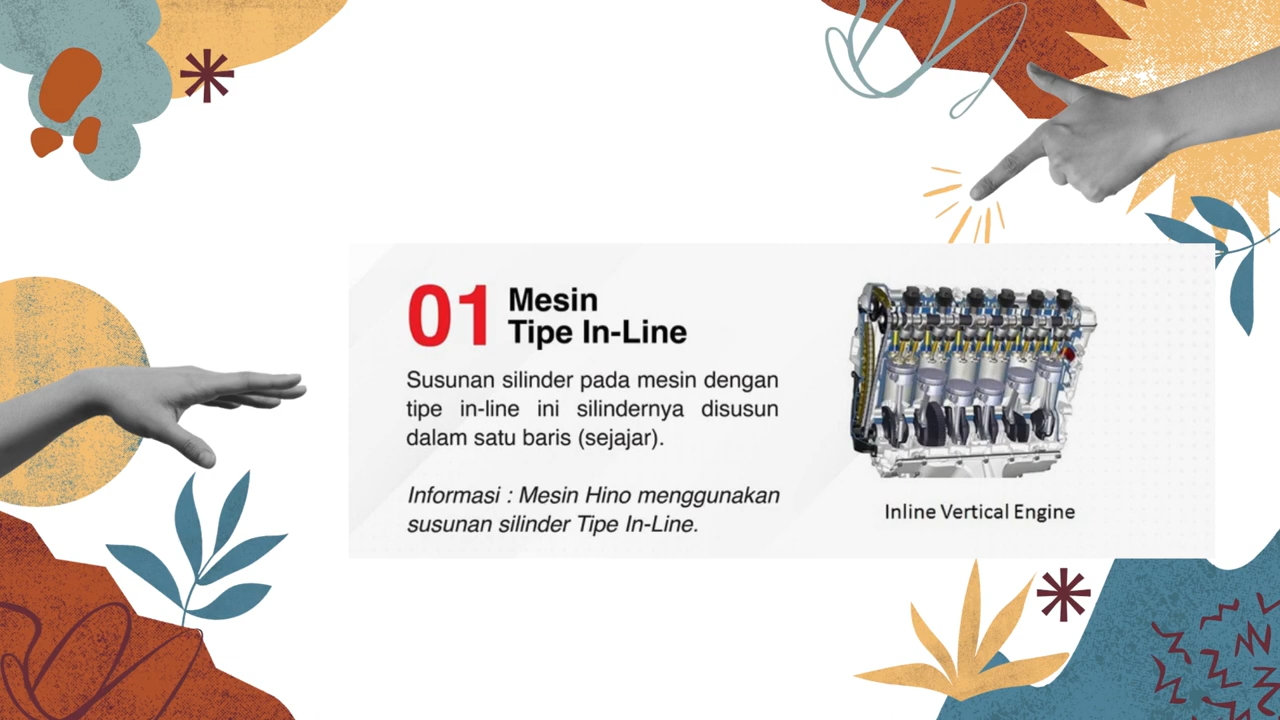 01
Mesin
Tipe In-Line
Susunan silinder pada mesin dengan
tipe in-line ini silindernya disusun
dalam satu baris (sejajar).
Informasi : Mesin Hino menggunakan
susunan silinder Tipe In-Line.
Inline Vertical Engine